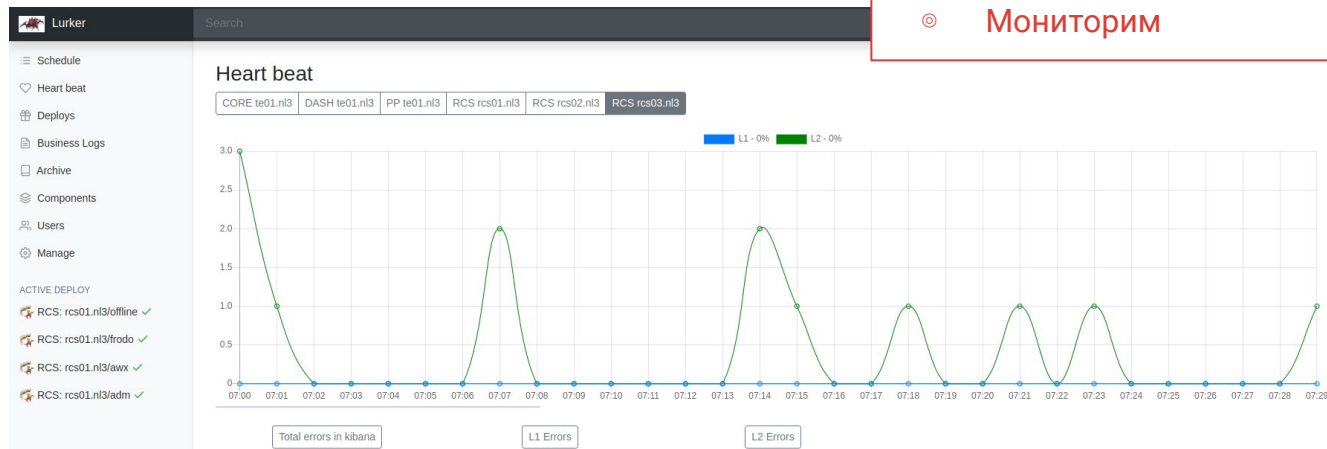 Lurker
Search
Мониторим
Schedule
Heart beat
Deploys
Business Logs
Archive
Components
Users
Manage
ACTIVE DEPLOY
RCS: rcs01.nl3/offline
RCS: rcs01.nl3/frodo
RCS: rcs01.nl3/awx
RCS: rcs01.nl3/adm
Heart beat
CORE te01.nl3 DASH te01.nl3 PP te01.nl3 RCS rcs01.nl3 RCS rcs02.nl3 RCS rcs03.nl3
L1 - 0% L2 - 0%
3.0
2.5
2.0
1.5
1.0
0.5
0
07:00 07:01 07:02 07:03 07:04 07:05 07:06 07:07 07:08 07:09 07:10 07:11 07:12 07:13 07:14 07:15 07:16 07:17 07:18 07:19 07:20 07:21 07:22 07:23 07:24 07:25 07:26 07:27 07:28 07:29
Total errors in kibana L1 Errors L2 Errors